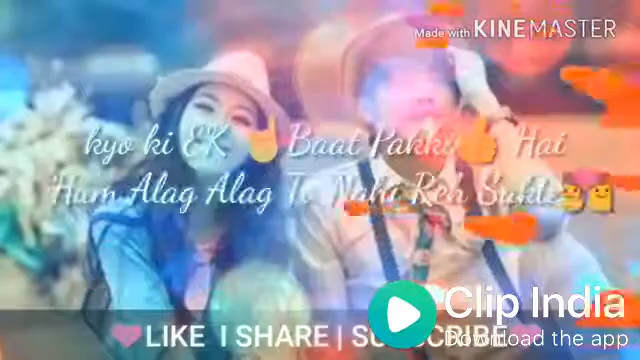 Made with KINEMASTER
kyo ki EK Baat Pakki Hai
Hum Alag Alag To Nahi Reh Sakte
LIKE I SHARE | SUBSCRIBE
Clip India
Download the app